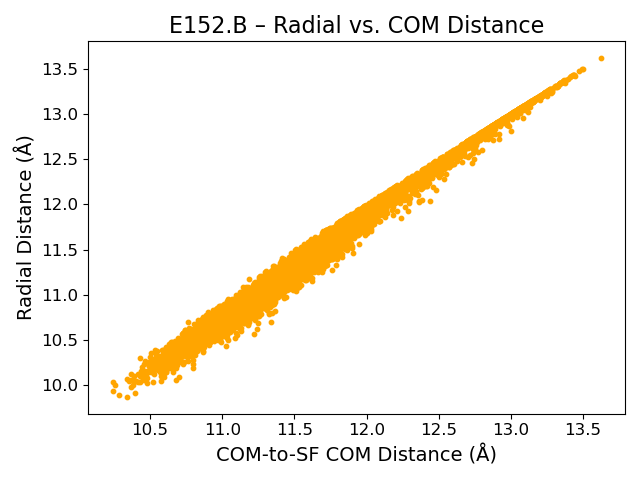 E152.B – Radial vs. COM Distance
Radial Distance (Å)
13.5
13.0
12.5
12.0
11.5
11.0
10.5
10.0
10.5 11.0 11.5 12.0 12.5 13.0 13.5
COM-to-SF COM Distance (Å)